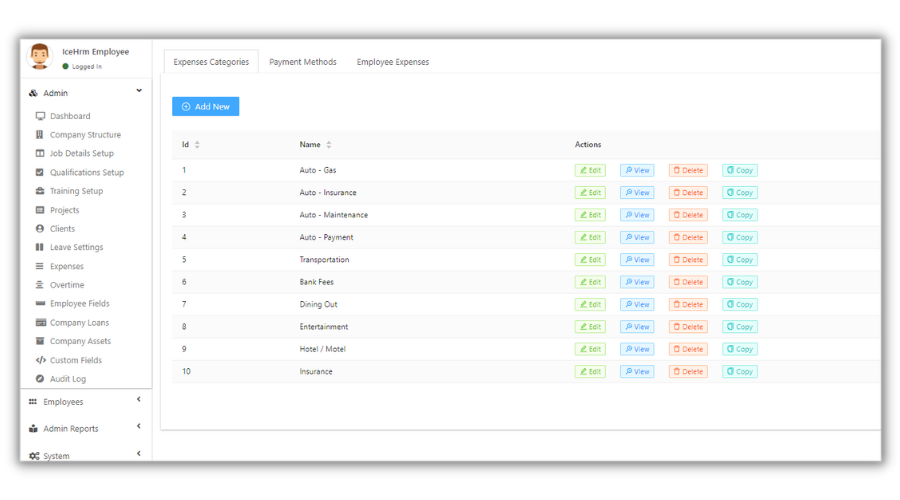 IceHrm Employee
Logged In
Admin
Dashboard
Company Structure
Job Details Setup
Qualifications Setup
Training Setup
Projects
Clients
Leave Settings
Expenses
Overtime
Employee Fields
Company Loans
Company Assets
Custom Fields
Audit Log
Employees
Admin Reports
System
Expenses Categories Payment Methods Employee Expenses
Add New
Id Name Actions
1 Auto - Gas Edit View Delete Copy
2 Auto - Insurance Edit View Delete Copy
3 Auto - Maintenance Edit View Delete Copy
4 Auto - Payment Edit View Delete Copy
5 Transportation Edit View Delete Copy
6 Bank Fees Edit View Delete Copy
7 Dining Out Edit View Delete Copy
8 Entertainment Edit View Delete Copy
9 Hotel / Motel Edit View Delete Copy
10 Insurance Edit View Delete Copy